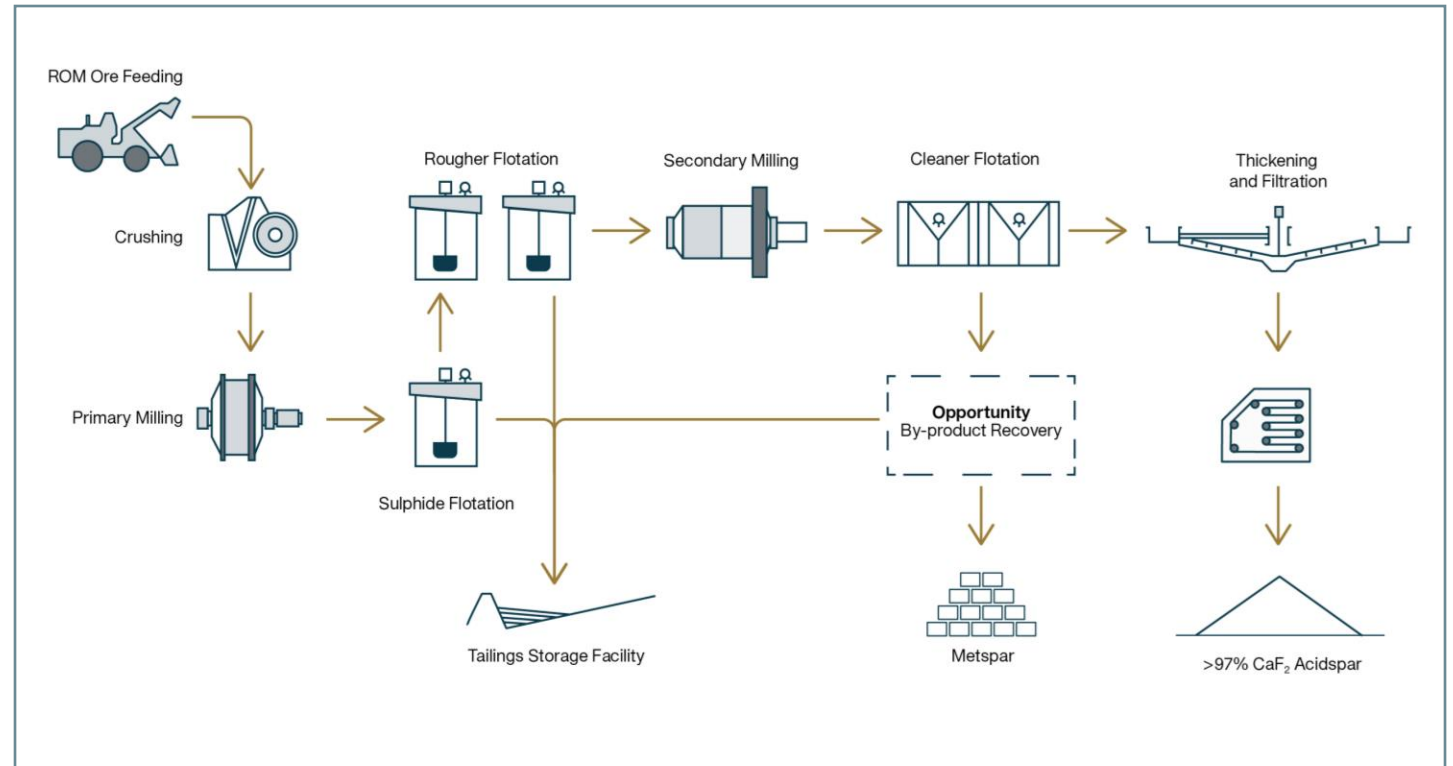 ROM Ore Feeding
Crushing
Primary Milling
Rougher Flotation
Sulphide Flotation
Secondary Milling
Cleaner Flotation
Thickening
and Filtration
Opportunity
By-product Recovery
Tailings Storage Facility
Metspar
>97% CaF₂ Acidspar